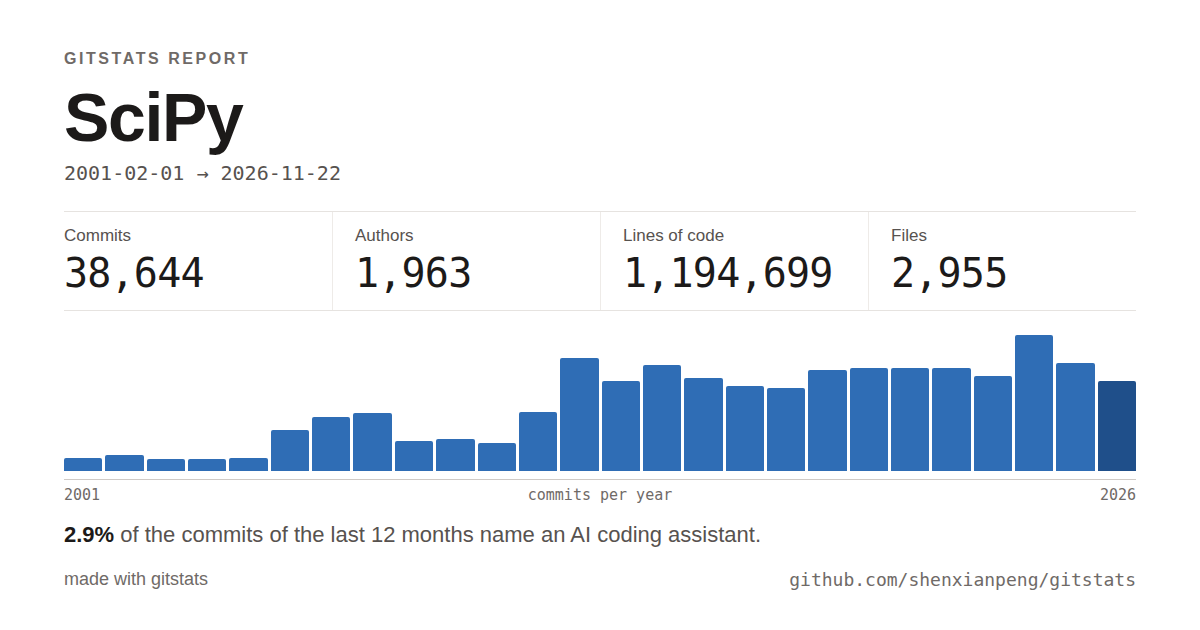 GITSTATS REPORT
SciPy
2001-02-01 → 2026-11-22
Commits
38,644
Authors
1,963
Lines of code
1,194,699
Files
2,955
2001
commits per year
2026
2.9% of the commits of the last 12 months name an AI coding assistant.
made with gitstats
github.com/shenxianpeng/gitstats